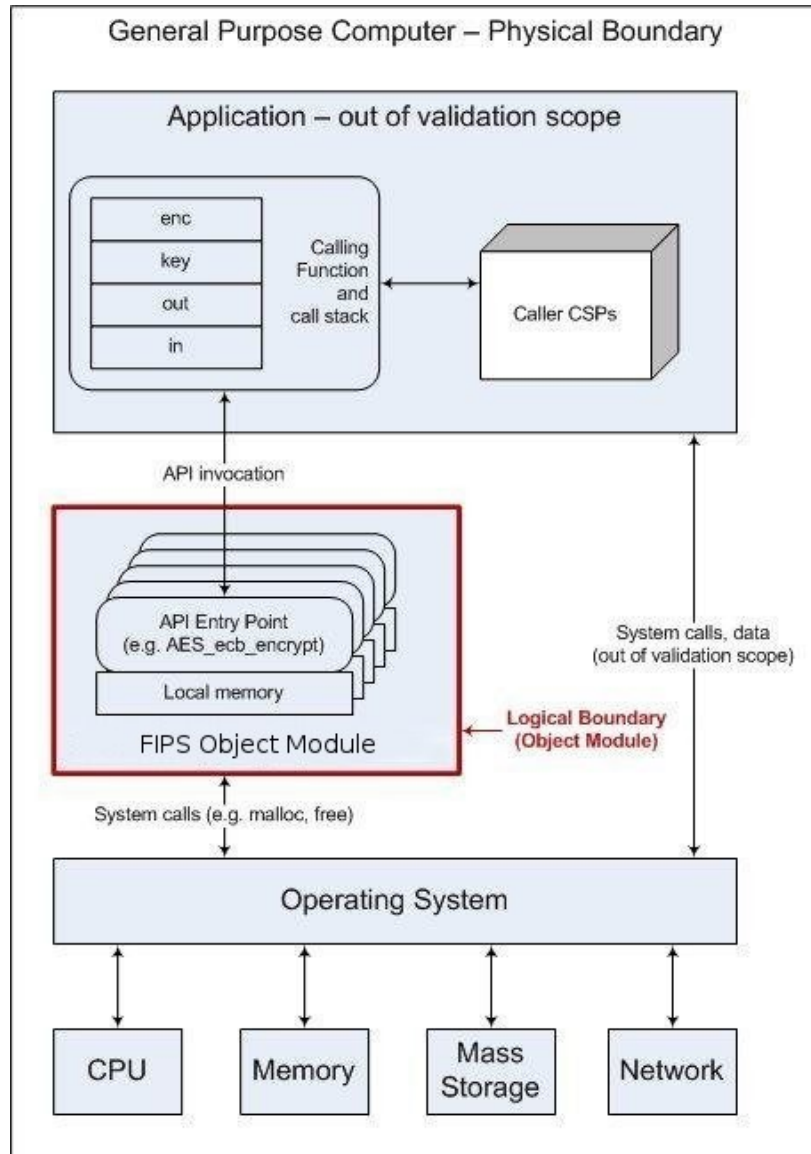 General Purpose Computer – Physical Boundary
Application – out of validation scope
enc
key
out
in
Calling
Function
and
call stack
Caller CSPs
API invocation
API Entry Point
(e.g. AES_ecb_encrypt)
Local memory
FIPS Object Module
System calls, data
(out of validation scope)
Logical Boundary
(Object Module)
System calls (e.g. malloc, free)
Operating System
CPU
Memory
Mass
Storage
Network